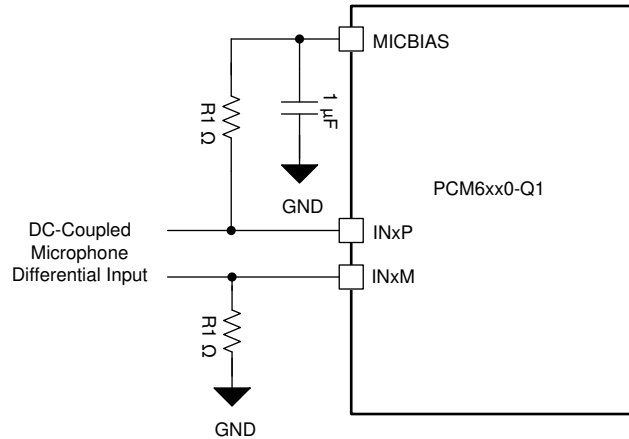 MICBIAS
R1 Ω
1
µF
GND
PCM6xx0-Q1
DC-Coupled
Microphone
Differential Input
INxP
INxM
R1 Ω
GND